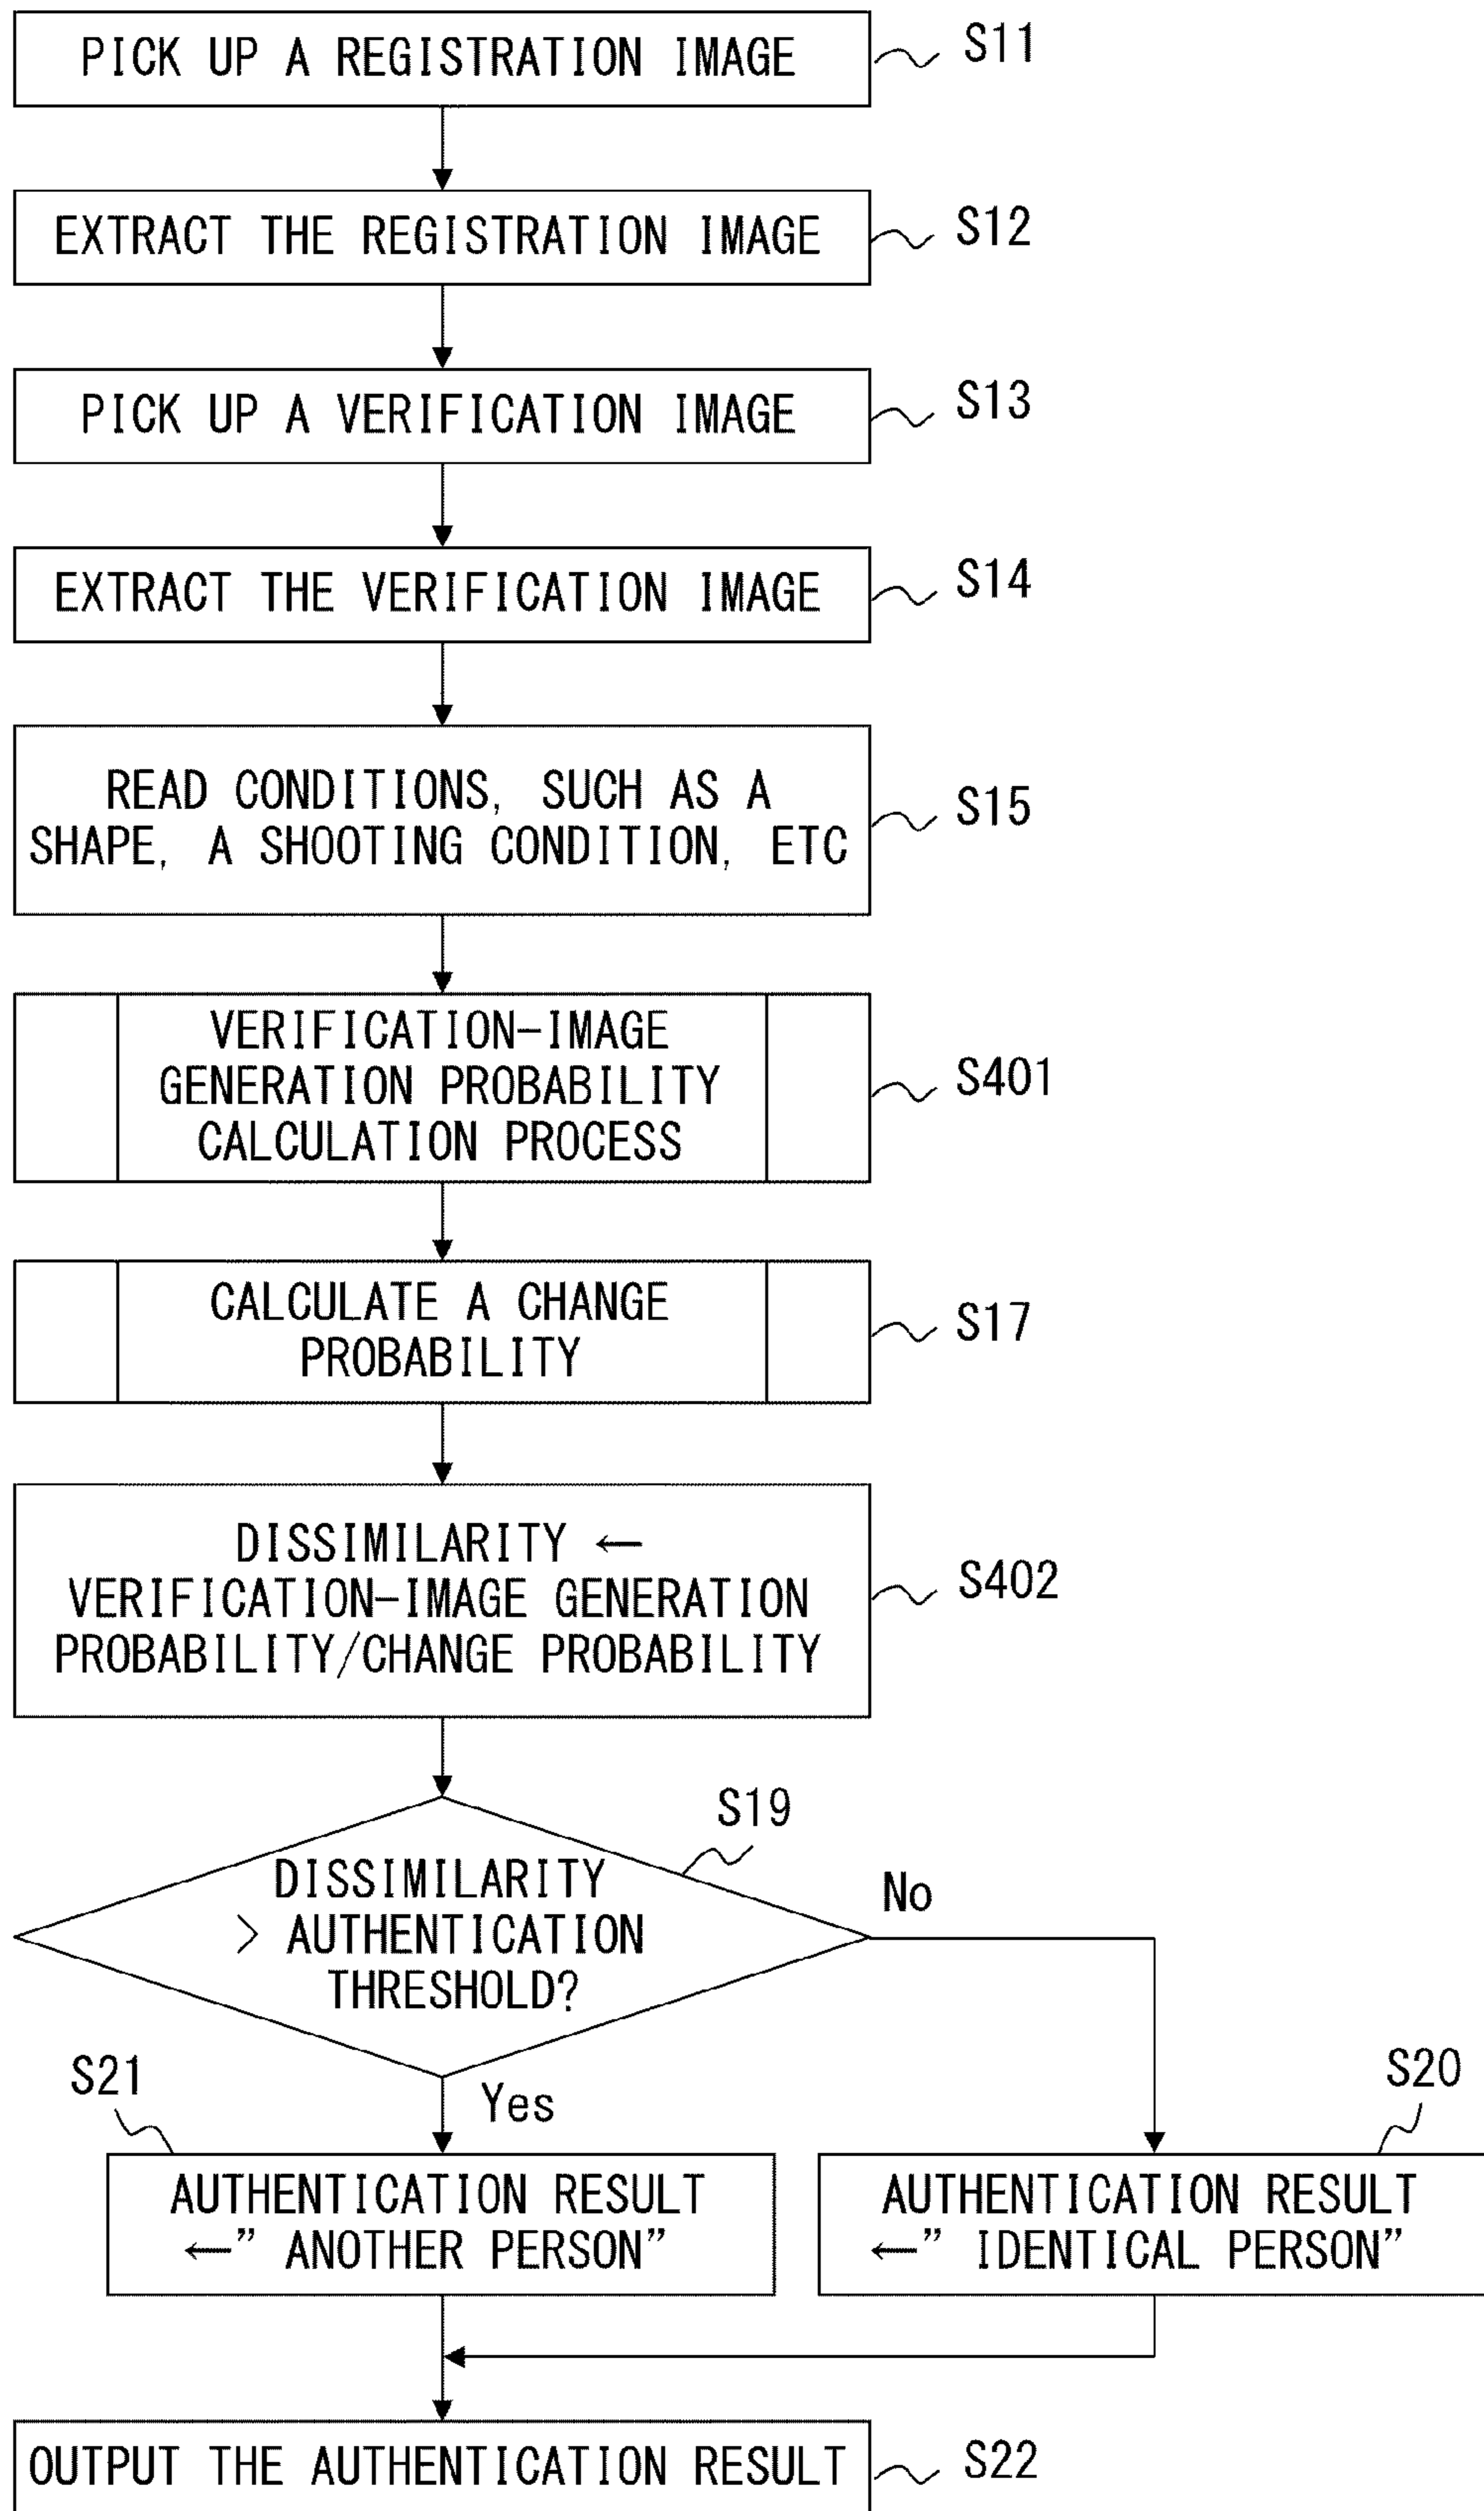 PICK UP A REGISTRATION IMAGE
S11
EXTRACT THE REGISTRATION IMAGE
S12
PICK UP A VERIFICATION IMAGE
S13
EXTRACT THE VERIFICATION IMAGE
S14
READ CONDITIONS, SUCH AS A
SHAPE, A SHOOTING CONDITION, ETC
S15
VERIFICATION-IMAGE
GENERATION PROBABILITY
CALCULATION PROCESS
S401
CALCULATE A CHANGE
PROBABILITY
S17
DISSIMILARITY ←
VERIFICATION-IMAGE GENERATION
PROBABILITY/CHANGE PROBABILITY
S402
S19
DISSIMILARITY
> AUTHENTICATION
THRESHOLD?
No
Yes
S21
AUTHENTICATION RESULT
←” ANOTHER PERSON”
S20
AUTHENTICATION RESULT
←” IDENTICAL PERSON”
OUTPUT THE AUTHENTICATION RESULT
S22